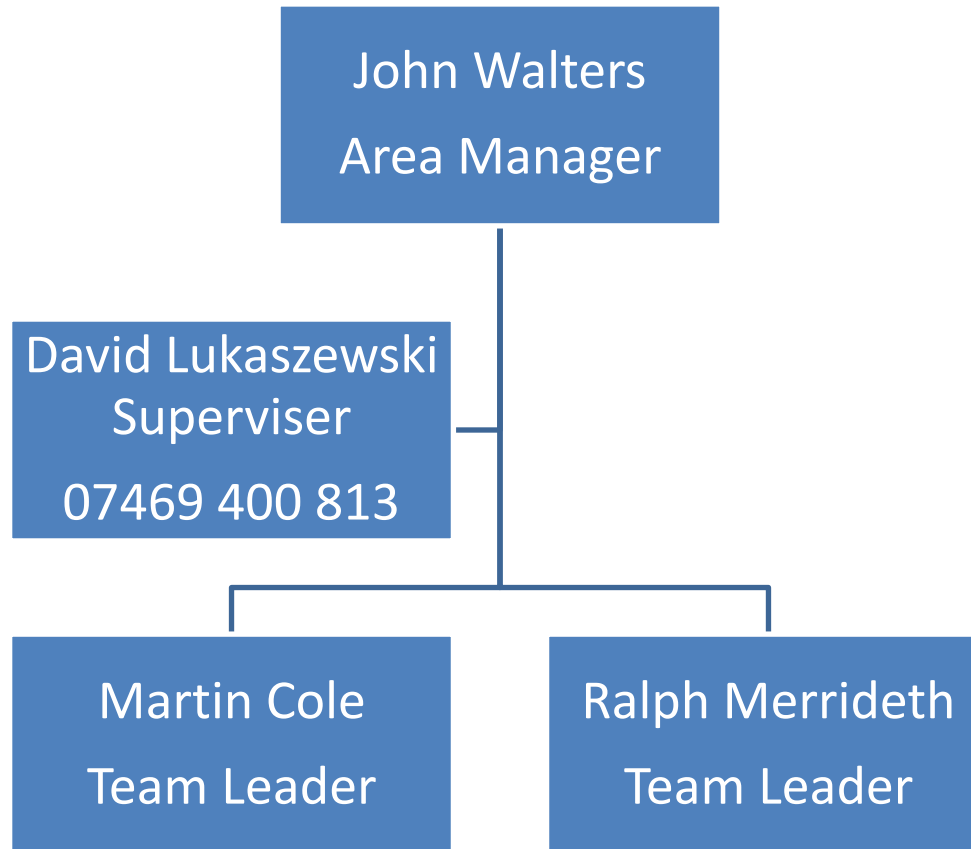 John Walters
Area Manager
David Lukaszewski
Superviser
07469 400 813
Martin Cole
Team Leader
Ralph Merrideth
Team Leader